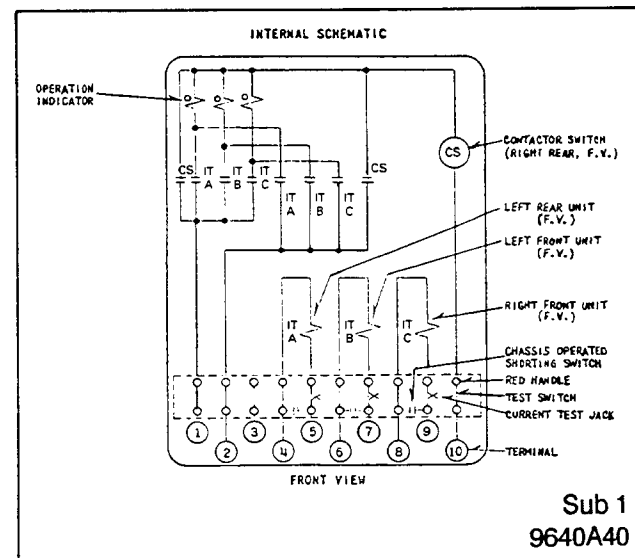 INTERNAL SCHEMATIC
OPERATION
INDICATOR
CS
CONTACTOR SWITCH
(RIGHT REAR, F.V.)
CS IT A IT B IT C IT A IT B IT C CS
LEFT REAR UNIT
(F.V.)
LEFT FRONT UNIT
(F.V.)
RIGHT FRONT UNIT
(F.V.)
IT A IT B IT C
CHASSIS OPERATED
SHORTING SWITCH
RED HANDLE
TEST SWITCH
CURRENT TEST JACK
1 2 3 4 5 6 7 8 9 10
TERMINAL
FRONT VIEW
Sub 1
9640A40